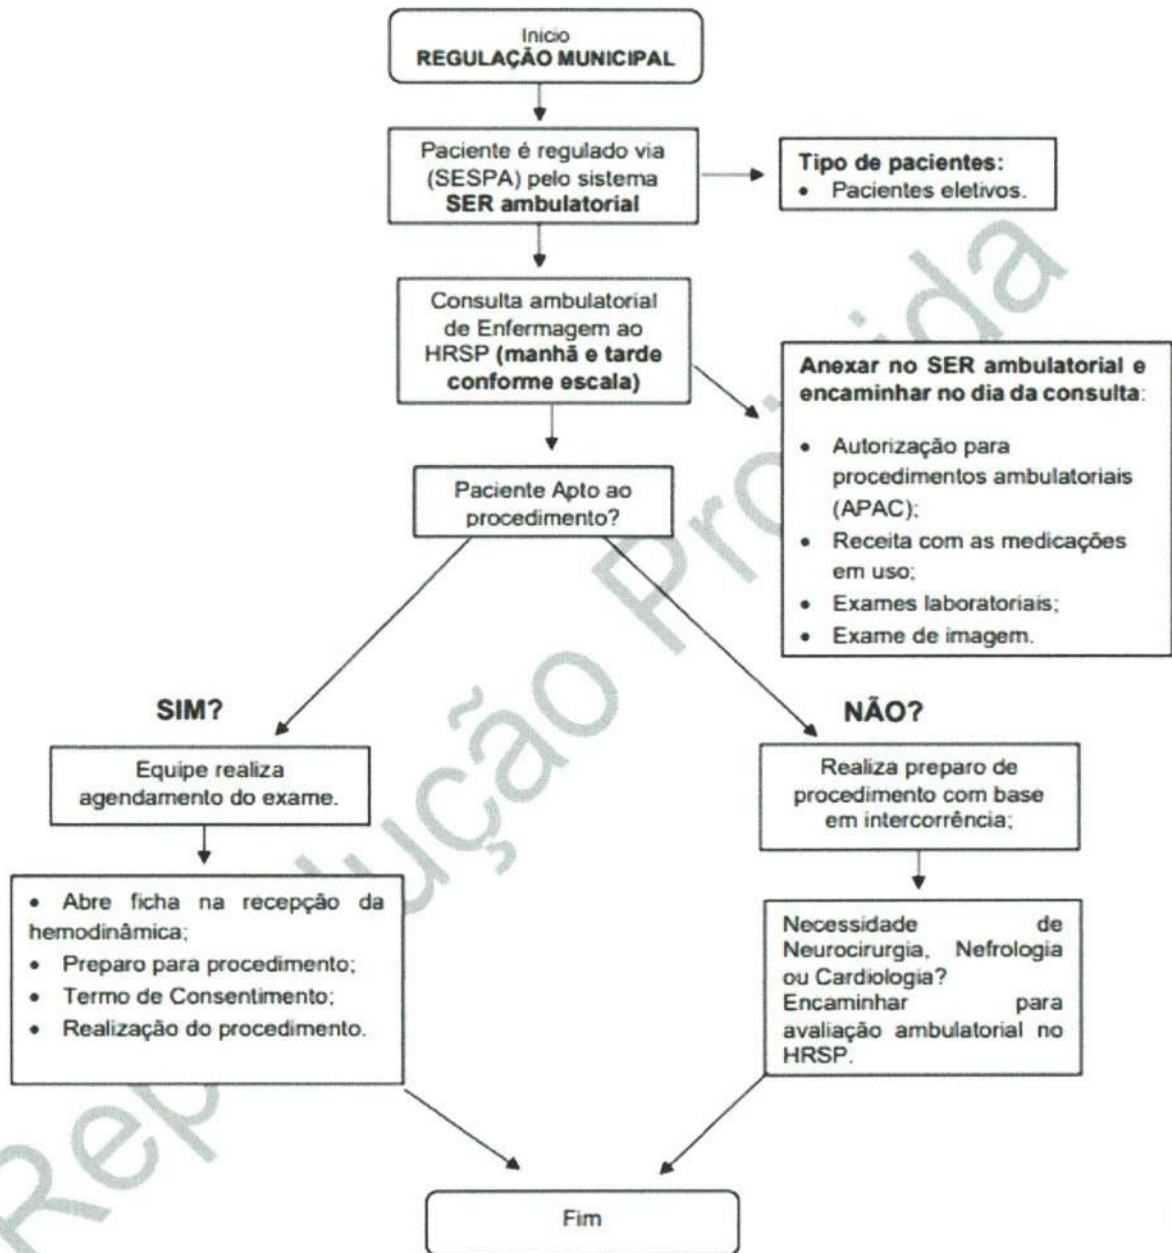 Inicio
REGULAÇÃO MUNICIPAL
Paciente é regulado via
(SESPA) pelo sistema
SER ambulatorial
Tipo de pacientes:
• Pacientes eletivos.
Consulta ambulatorial
de Enfermagem ao
HRSP (manhã e tarde
conforme escala)
Anexar no SER ambulatorial e
encaminhar no dia da consulta:
• Autorização para
procedimentos ambulatoriais
(APAC);
• Receita com as medicações
em uso;
• Exames laboratoriais;
• Exame de imagem.
Paciente Apto ao
procedimento?
SIM?
Equipe realiza
agendamento do exame.
• Abre ficha na recepção da
hemodinâmica;
• Preparo para procedimento;
• Termo de Consentimento;
• Realização do procedimento.
NÃO?
Realiza preparo de
procedimento com base
em intercorrência;
Necessidade de
Neurocirurgia, Nefrologia
ou Cardiologia?
Encaminhar para
avaliação ambulatorial no
HRSP.
Fim